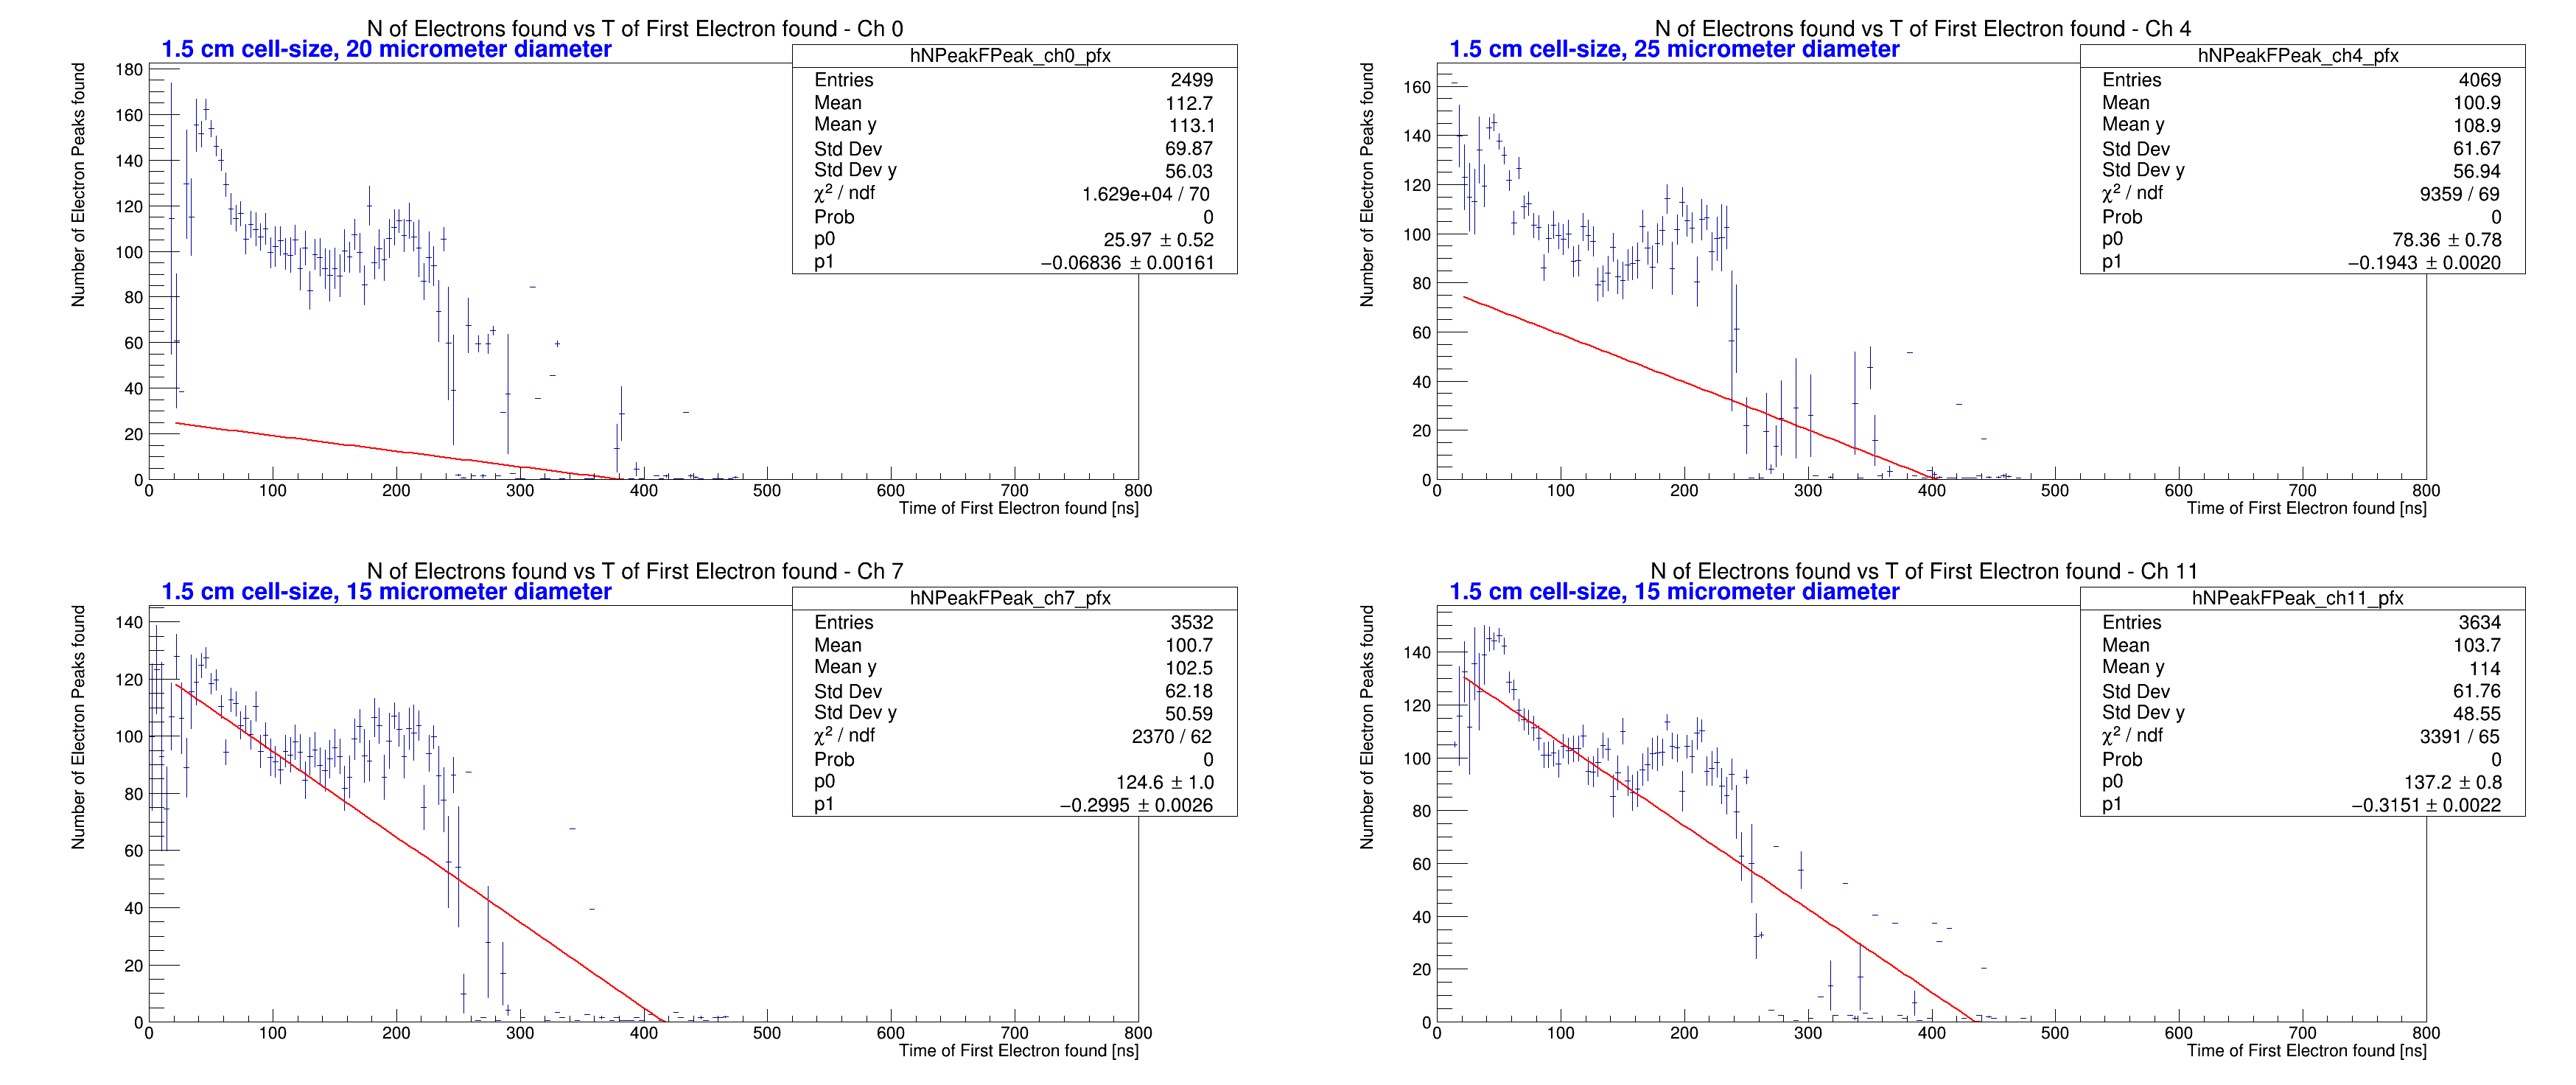 N of Electrons found vs T of First Electron found - Ch 0
1.5 cm cell-size, 20 micrometer diameter
Number of Electron Peaks found
180
160
140
120
100
80
60
40
20
0
0 100 200 300 400 500 600 700 800
Time of First Electron found [ns]
hNPeakFPeak_ch0_pfx
Entries 2499
Mean 112.7
Mean y 113.1
Std Dev 69.87
Std Dev y 56.03
χ² / ndf 1.629e+04 / 70
Prob 0
p0 25.97 ± 0.52
p1 −0.06836 ± 0.00161
N of Electrons found vs T of First Electron found - Ch 4
1.5 cm cell-size, 25 micrometer diameter
Number of Electron Peaks found
160
140
120
100
80
60
40
20
0
0 100 200 300 400 500 600 700 800
Time of First Electron found [ns]
hNPeakFPeak_ch4_pfx
Entries 4069
Mean 100.9
Mean y 108.9
Std Dev 61.67
Std Dev y 56.94
χ² / ndf 9359 / 69
Prob 0
p0 78.36 ± 0.78
p1 −0.1943 ± 0.0020
N of Electrons found vs T of First Electron found - Ch 7
1.5 cm cell-size, 15 micrometer diameter
Number of Electron Peaks found
140
120
100
80
60
40
20
0
0 100 200 300 400 500 600 700 800
Time of First Electron found [ns]
hNPeakFPeak_ch7_pfx
Entries 3532
Mean 100.7
Mean y 102.5
Std Dev 62.18
Std Dev y 50.59
χ² / ndf 2370 / 62
Prob 0
p0 124.6 ± 1.0
p1 −0.2995 ± 0.0026
N of Electrons found vs T of First Electron found - Ch 11
1.5 cm cell-size, 15 micrometer diameter
Number of Electron Peaks found
140
120
100
80
60
40
20
0
0 100 200 300 400 500 600 700 800
Time of First Electron found [ns]
hNPeakFPeak_ch11_pfx
Entries 3634
Mean 103.7
Mean y 114
Std Dev 61.76
Std Dev y 48.55
χ² / ndf 3391 / 65
Prob 0
p0 137.2 ± 0.8
p1 −0.3151 ± 0.0022